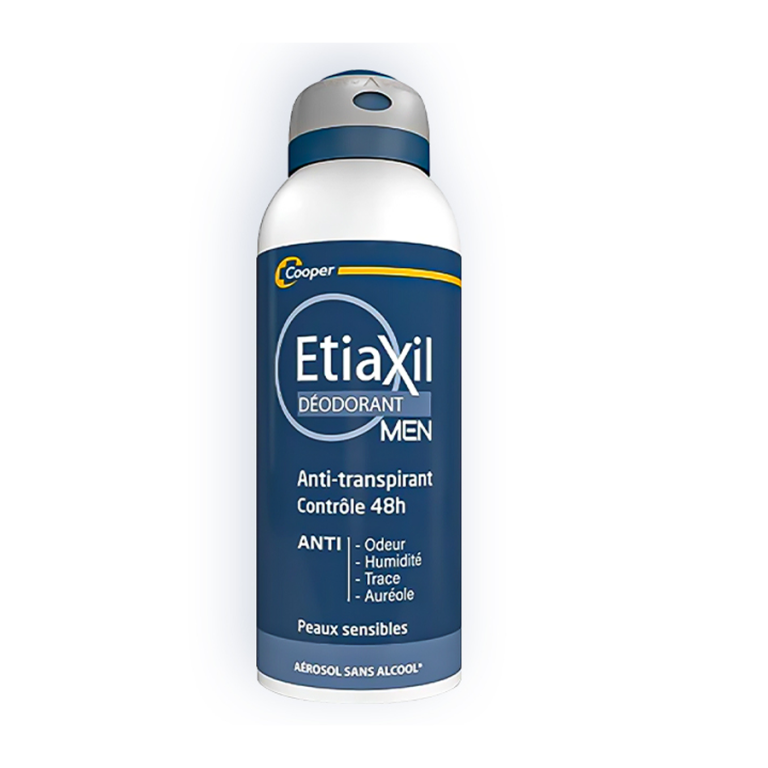 Cooper
EtiaXil
DÉODORANT
MEN
Anti-transpirant
Contrôle 48h
ANTI
- Odeur
- Humidité
- Trace
- Auréole
Peaux sensibles
AÉROSOL SANS ALCOOL*